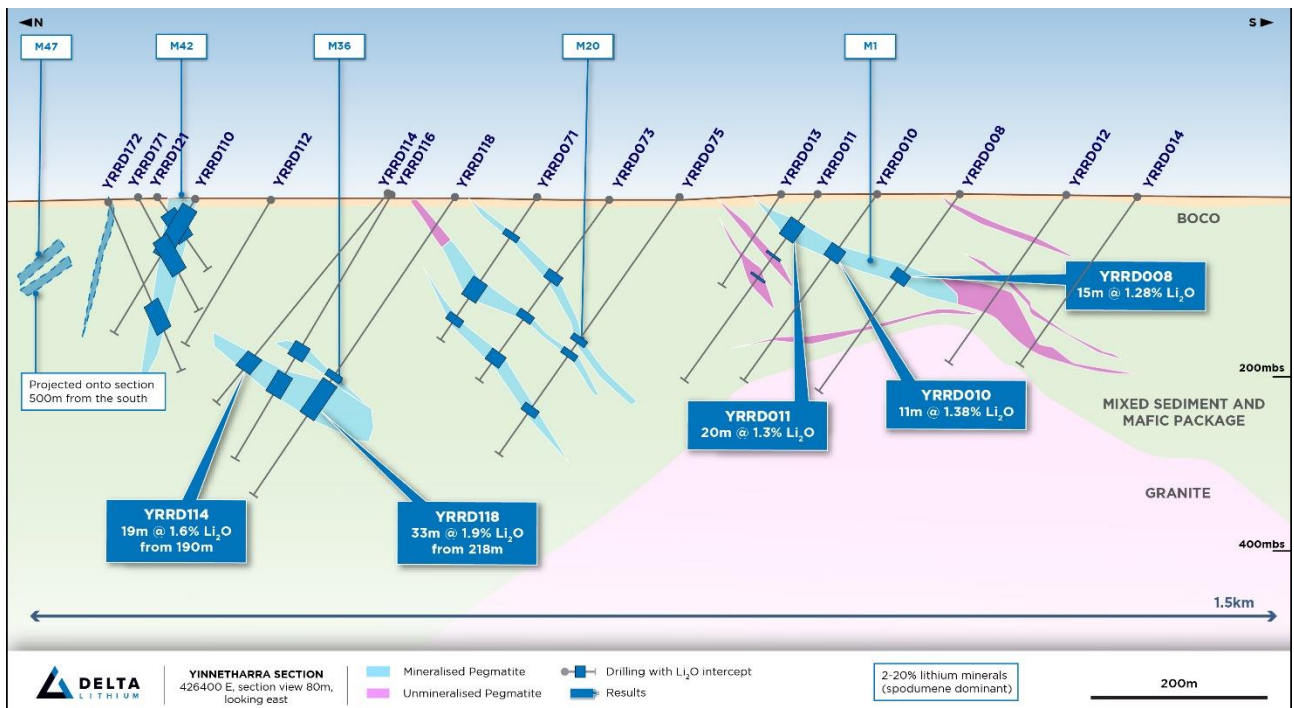 ◄N
S►
M47
M42
M36
M20
M1
YRRD172
YRRD171
YRRD121
YRRD110
YRRD112
YRRD114
YRRD116
YRRD118
YRRD071
YRRD073
YRRD075
YRRD013
YRRD011
YRRD010
YRRD008
YRRD012
YRRD014
BOCO
YRRD008
15m @ 1.28% Li₂O
Projected onto section
500m from the south
200mbs
YRRD010
11m @ 1.38% Li₂O
YRRD011
20m @ 1.3% Li₂O
MIXED SEDIMENT AND
MAFIC PACKAGE
GRANITE
YRRD114
19m @ 1.6% Li₂O
from 190m
YRRD118
33m @ 1.9% Li₂O
from 218m
400mbs
1.5km
DELTA
LITHIUM
YINNETHARRA SECTION
426400 E, section view 80m,
looking east
Mineralised Pegmatite
Unmineralised Pegmatite
Drilling with Li₂O intercept
Results
2-20% lithium minerals
(spodumene dominant)
200m